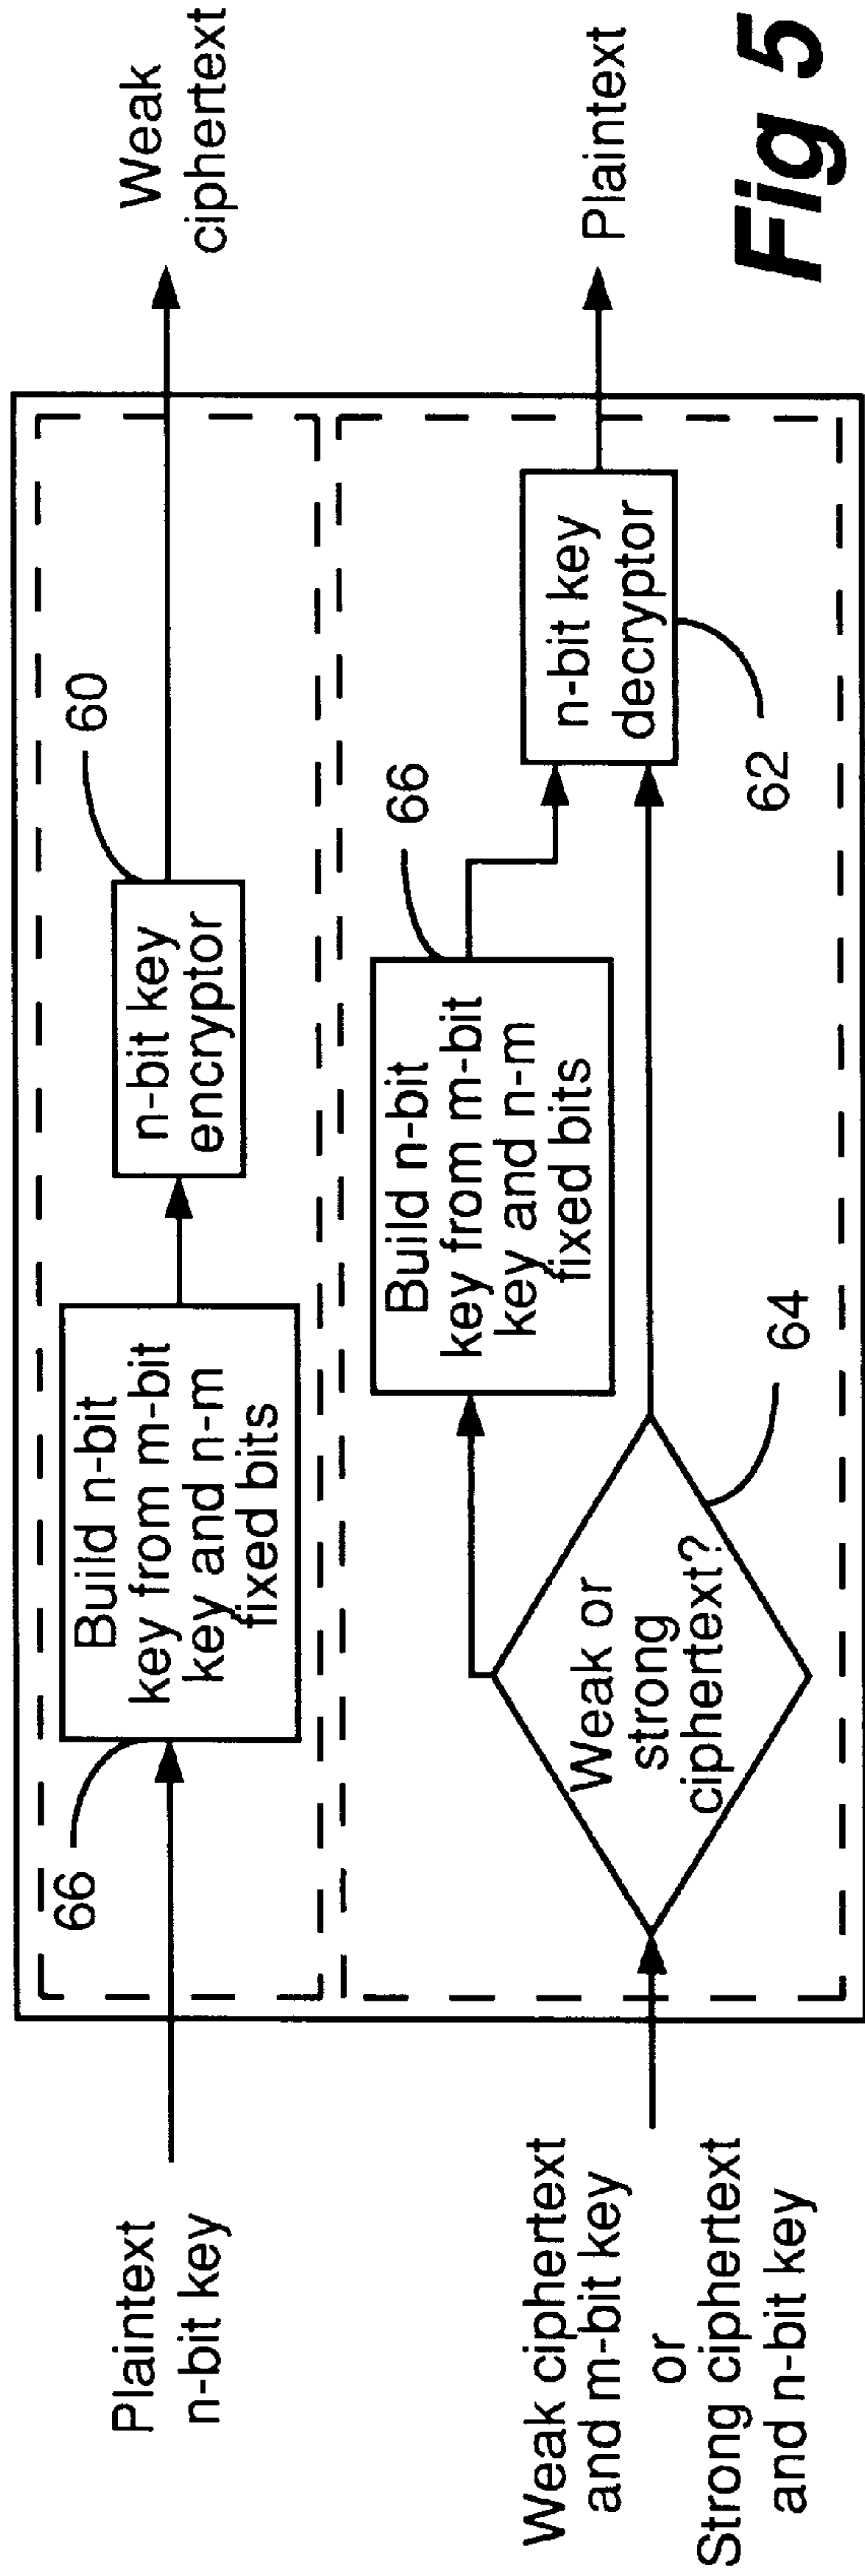 Plaintext
n-bit key
66
Build n-bit
key from m-bit
key and n-m
fixed bits
60
n-bit key
encryptor
Weak
ciphertext
Weak ciphertext
and m-bit key
or
Strong ciphertext
and n-bit key
Weak or
strong
ciphertext?
64
66
Build n-bit
key from m-bit
key and n-m
fixed bits
n-bit key
decryptor
62
Plaintext
Fig 5